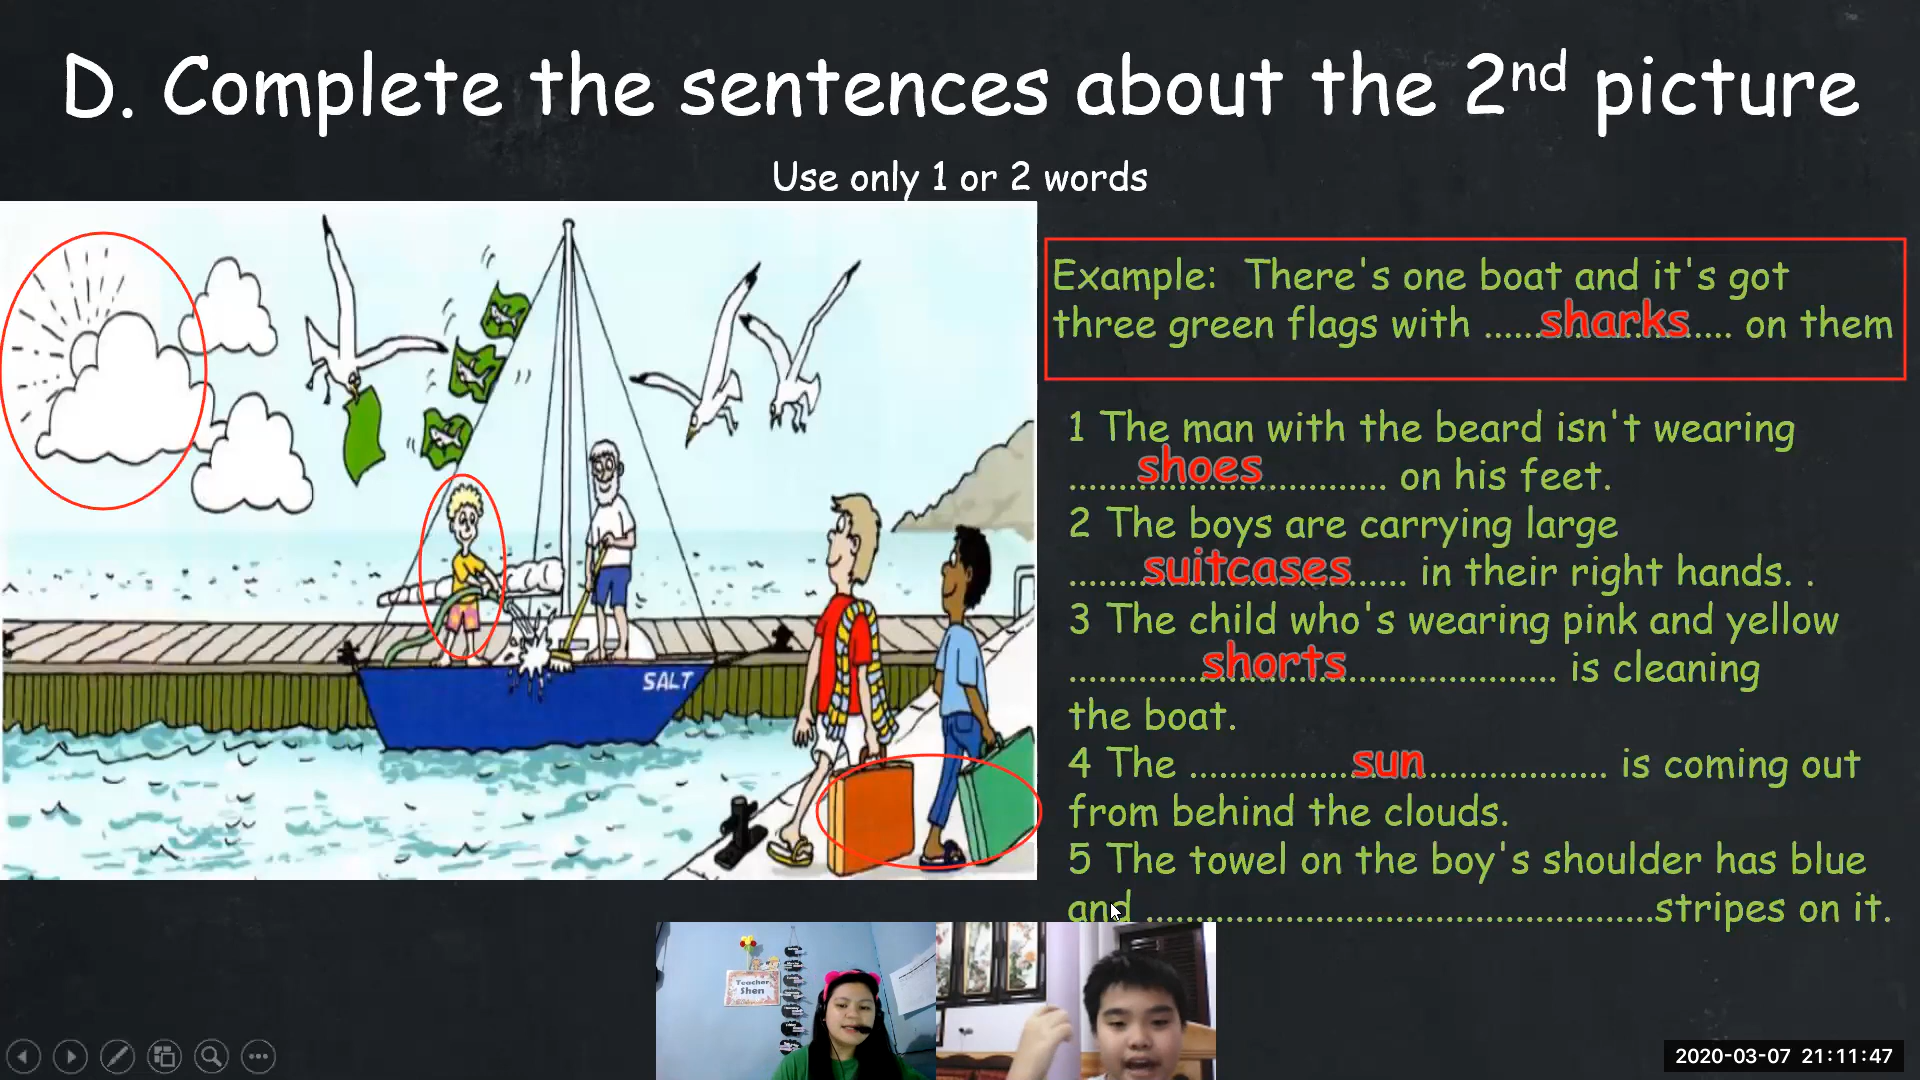 D. Complete the sentences about the 2nd picture
Use only 1 or 2 words
SALT
Example: There's one boat and it's got
three green flags with ......sharks..... on them
1 The man with the beard isn't wearing
.......shoes............. on his feet.
2 The boys are carrying large
........suitcases...... in their right hands. .
3 The child who's wearing pink and yellow
..............shorts...................... is cleaning
the boat.
4 The .................sun................... is coming out
from behind the clouds.
5 The towel on the boy's shoulder has blue
and ...................................................stripes on it.
Teacher
Shen
2020-03-07 21:11:47